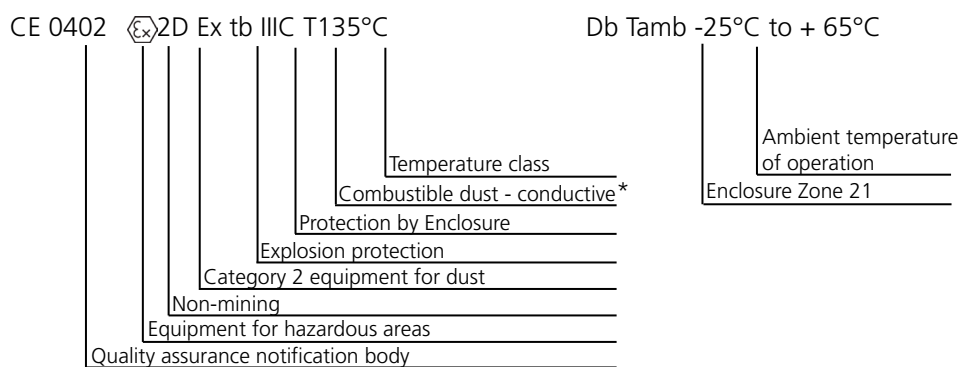 CE 0402 Ex 2D Ex tb IIIC T135°C Db Tamb -25°C to + 65°C
Ambient temperature
of operation
Temperature class
Enclosure Zone 21
Combustible dust - conductive*
Protection by Enclosure
Explosion protection
Category 2 equipment for dust
Non-mining
Equipment for hazardous areas
Quality assurance notification body